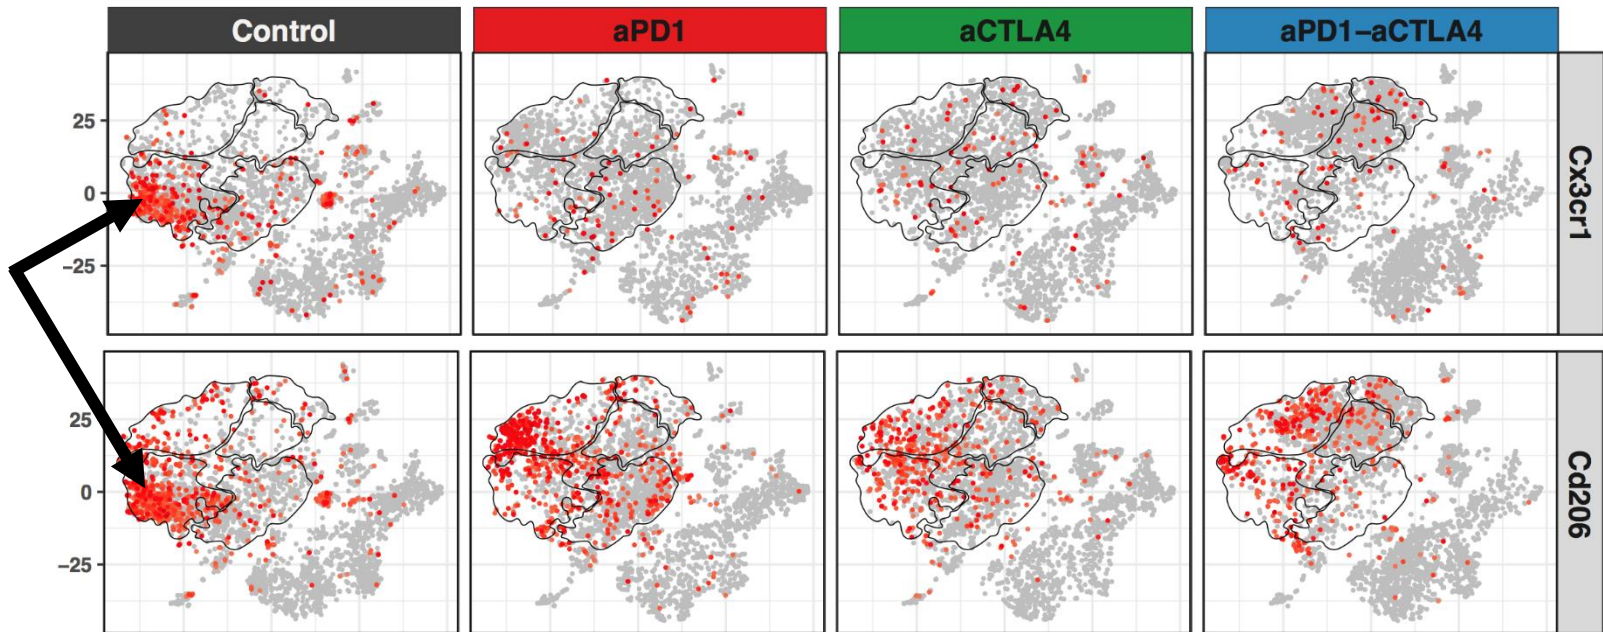 Control aPD1 aCTLA4 aPD1–aCTLA4
25
0
−25
Cx3cr1
25
0
−25
Cd206